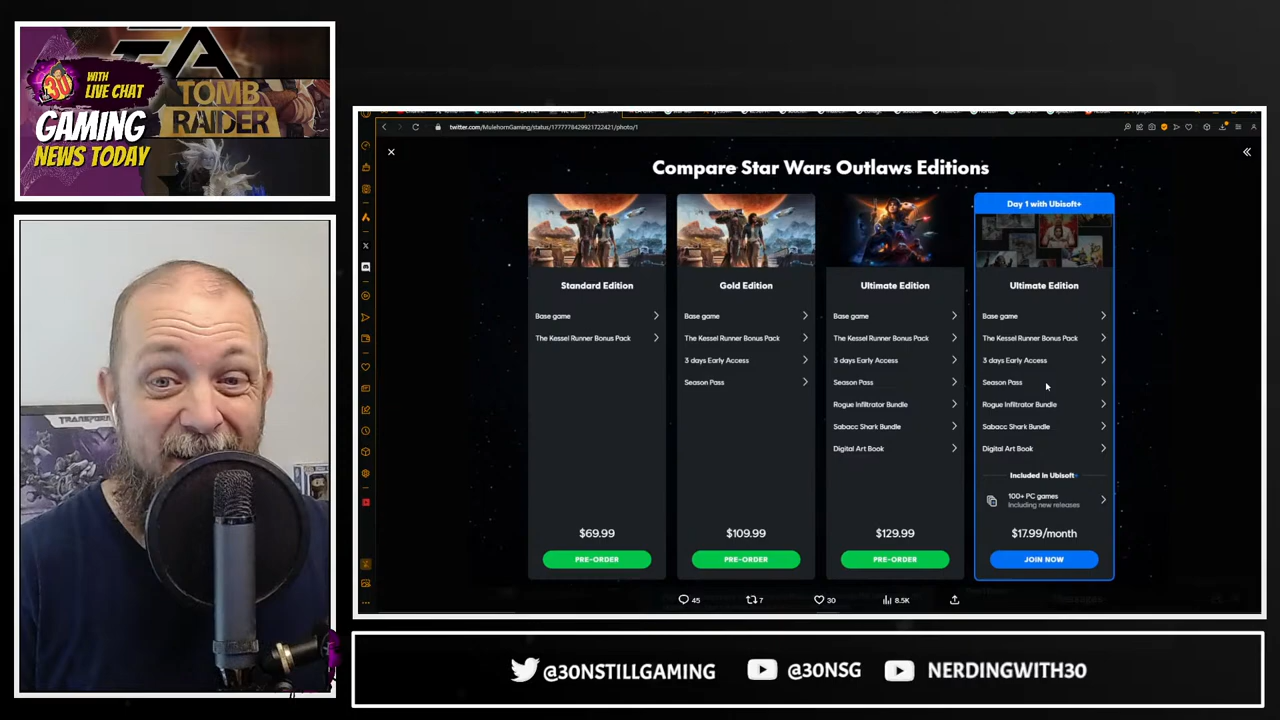 EA
30
WITH
LIVE CHAT
GAMING
NEWS TODAY
TOMB
RAIDER
TRANSFORM
twitter.com/MulehornGaming/status/1777778429921722421/photo/1
Compare Star Wars Outlaws Editions
Standard Edition
Base game
The Kessel Runner Bonus Pack
$69.99
PRE-ORDER
Gold Edition
Base game
The Kessel Runner Bonus Pack
3 days Early Access
Season Pass
$109.99
PRE-ORDER
Ultimate Edition
Base game
The Kessel Runner Bonus Pack
3 days Early Access
Season Pass
Rogue Infiltrator Bundle
Sabacc Shark Bundle
Digital Art Book
$129.99
PRE-ORDER
Day 1 with Ubisoft+
Ultimate Edition
Base game
The Kessel Runner Bonus Pack
3 days Early Access
Season Pass
Rogue Infiltrator Bundle
Sabacc Shark Bundle
Digital Art Book
Included in Ubisoft+
100+ PC games
Including new releases
$17.99/month
JOIN NOW
45 7 30 8.5K
@30NSTILLGAMING @30NSG NERDINGWITH30